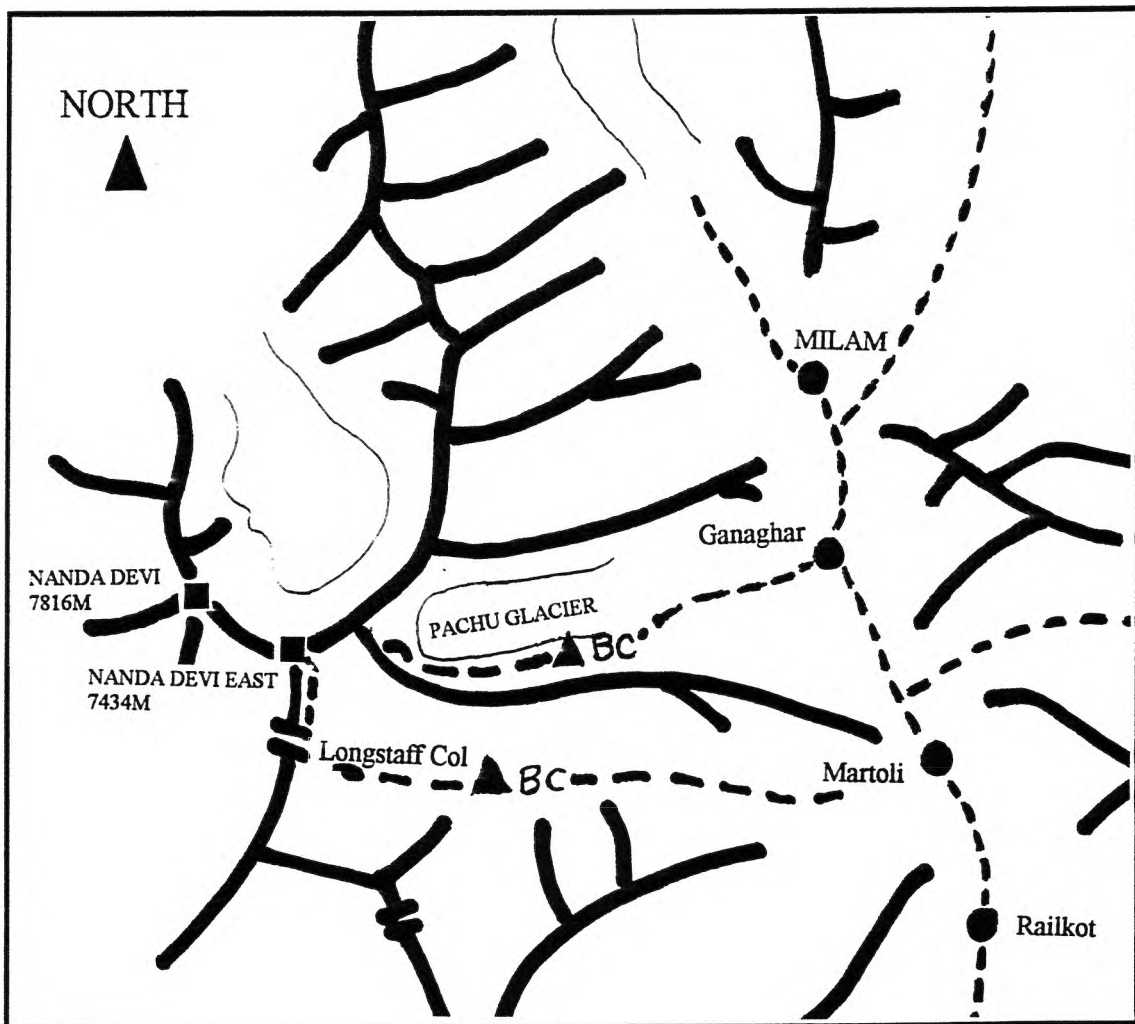 NORTH
MILAM
Ganaghar
NANDA DEVI
7816M
PACHU GLACIER
BC
NANDA DEVI EAST
7434M
Longstaff Col
BC
Martoli
Railkot